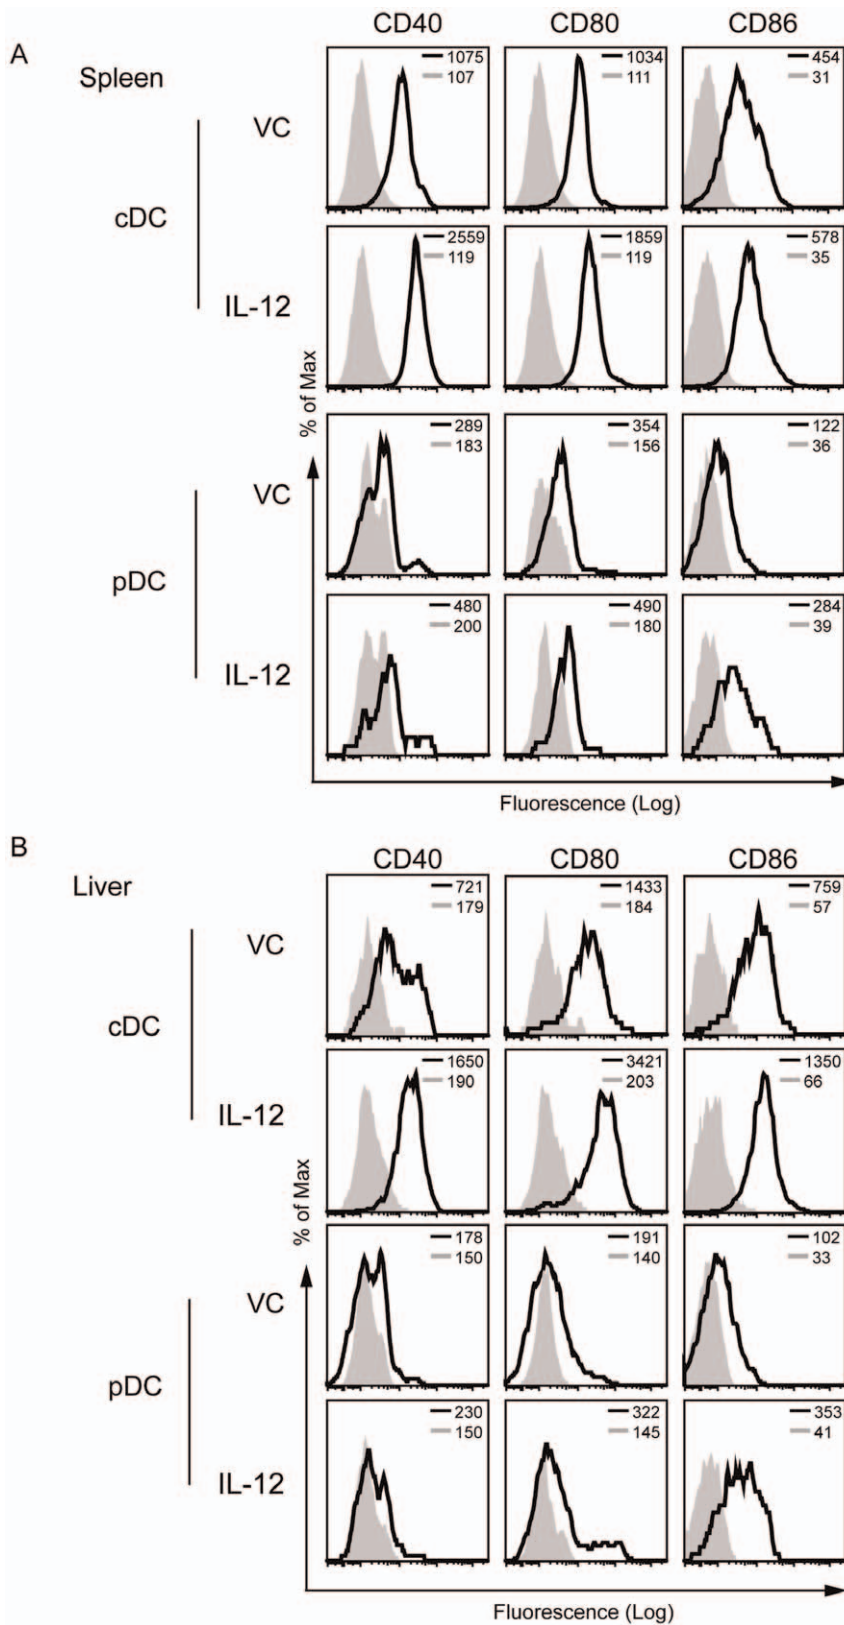 A
Spleen
CD40 CD80 CD86
cDC
VC
1075 1034 454
107 111 31
IL-12
2559 1859 578
119 119 35
% of Max
pDC
VC
289 354 122
183 156 36
IL-12
480 490 284
200 180 39
Fluorescence (Log)
B
Liver
CD40 CD80 CD86
cDC
VC
721 1433 759
179 184 57
IL-12
1650 3421 1350
190 203 66
% of Max
pDC
VC
178 191 102
150 140 33
IL-12
230 322 353
150 145 41
Fluorescence (Log)